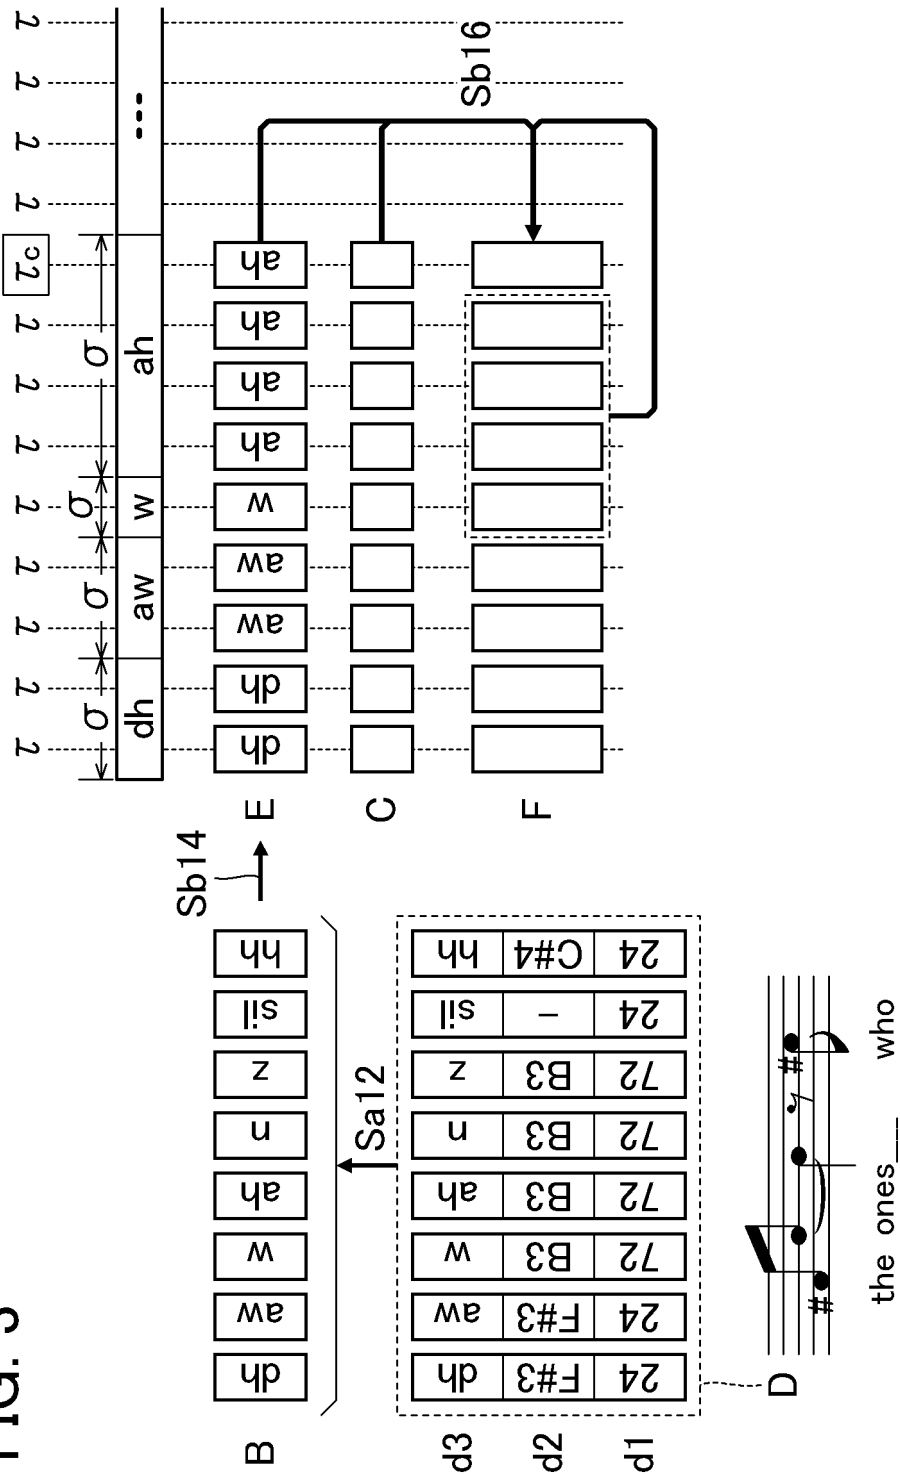 FIG.
τ τ τ τ τ τ τ τ τc τ τ τ τ
σ σ σ σ
dh aw w ah ---
Sb14
B dh aw w ah n z sil hh
E dh dh aw aw w ah ah ah ah
Sa12
C
d3 dh aw w ah n z sil hh
d2 F#3 F#3 B3 B3 B3 B3 – C#4
d1 24 24 72 72 72 72 24 24
F
Sb16
D
the ones___ who